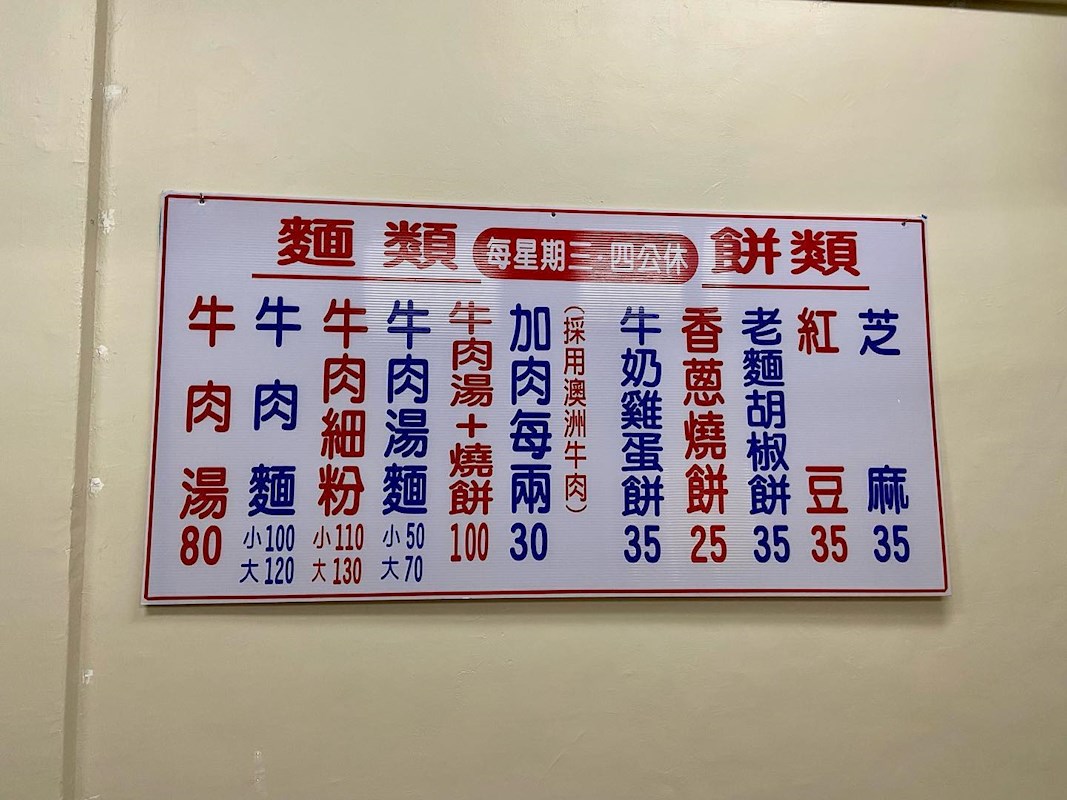 麵類
每星期三·四公休
餅類
牛肉湯 80
牛肉麵 小100 大120
牛肉細粉 小110 大130
牛肉湯麵 小50 大70
牛肉湯+燒餅 100
加肉每兩 30
(採用澳洲牛肉)
牛奶雞蛋餅 35
香蔥燒餅 25
老麵胡椒餅 35
紅豆 35
芝麻 35